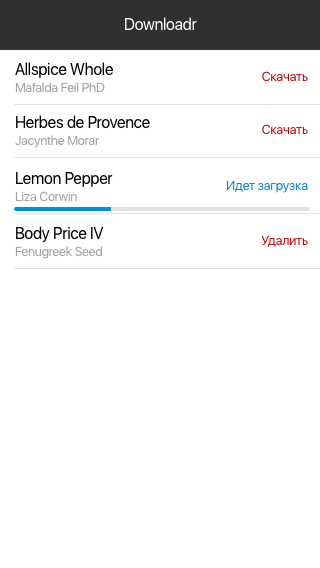 Downloadr
Allspice Whole
Скачать
Mafalda Feil PhD
Herbes de Provence
Скачать
Jacynthe Morar
Lemon Pepper
Идет загрузка
Liza Corwin
Body Price IV
Удалить
Fenugreek Seed